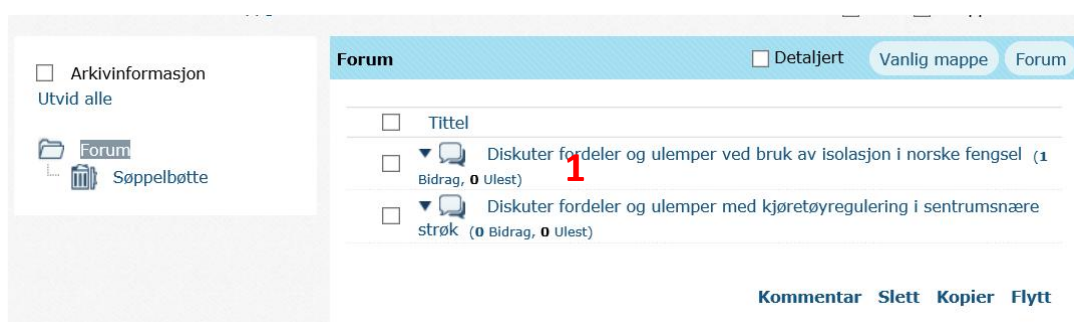 Arkivinformasjon
Utvid alle
Forum
Søppelbøtte
Forum
Detaljert Vanlig mappe Forum
Tittel
Diskuter fordeler og ulemper ved bruk av isolasjon i norske fengsel (1
Bidrag, 0 Ulest)
1
Diskuter fordeler og ulemper med kjøretøyregulering i sentrumsnære
strøk (0 Bidrag, 0 Ulest)
Kommentar Slett Kopier Flytt